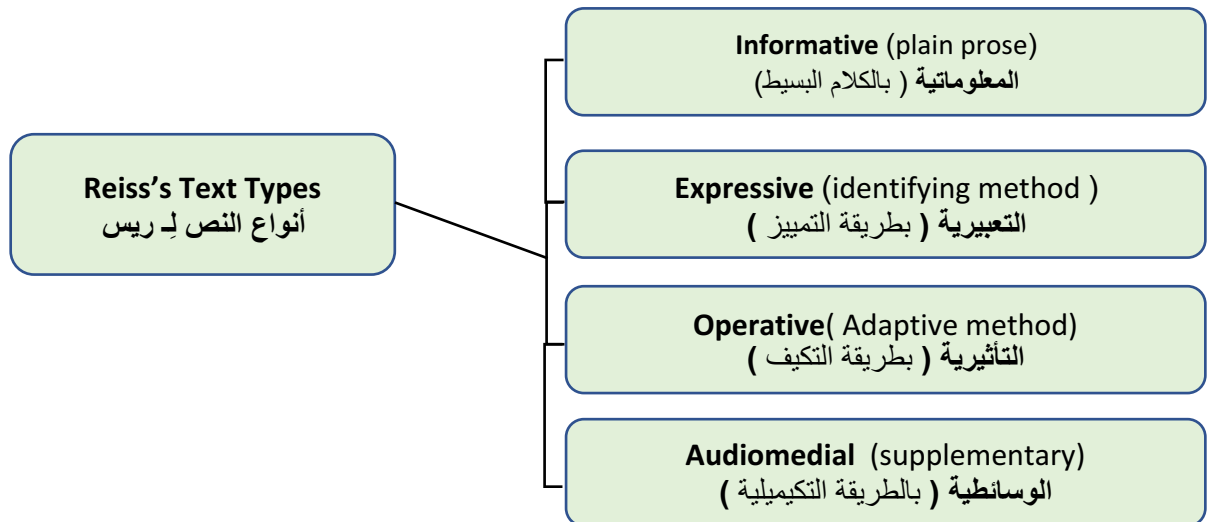 Reiss’s Text Types
أنواع النص لِـ ريس
Informative (plain prose)
المعلوماتية ( بالكلام البسيط)
Expressive (identifying method )
التعبيرية ( بطريقة التمييز )
Operative( Adaptive method)
التأثيرية ( بطريقة التكيف )
Audiomedial (supplementary)
الوسائطية ( بالطريقة التكيميلية )